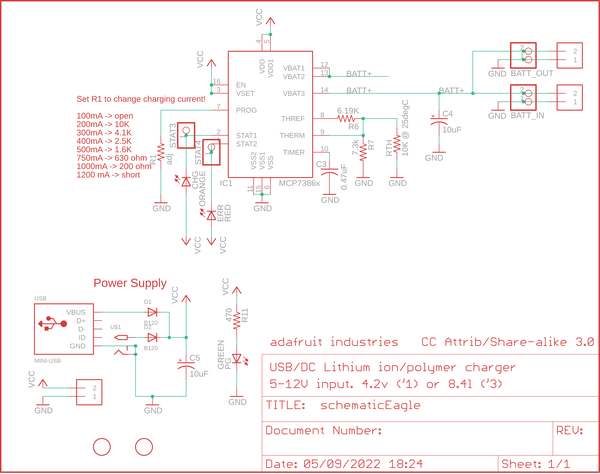 VCC
VCC
4
5
VDD
VDD1
16
EN
3
VSET
7
PROG
2
STAT1
6
STAT2
VSS2
VSS1
VSS
11
15
6
VBAT1
12
VBAT2
13
VBAT3
14
THREF
8
THERM
9
TIMER
10
IC1
MCP7386x
GND
BATT+
BATT+
BATT+
6.19K
R6
7.3k
R7
RTH
10K @ 25degC
C3
0.47uF
GND
GND
GND
C4
10uF
GND
2
1
GND
BATT_OUT
2
1
GND
BATT_IN
Set R1 to change charging current!
100mA -> open
200mA -> 10K
300mA -> 4.1K
400mA -> 2.5K
500mA -> 1.6K
750mA -> 630 ohm
1000mA -> 200 ohm
1200 mA -> short
R1
adj
GND
STAT3
STAT4
CHG
ORANGE
ERR
RED
VCC
VCC
Power Supply
USB
VBUS
D+
D-
ID
GND
MINI-USB
D1
B120
U$1
D2
B120
VCC
C5
10uF
GND
VCC
2
1
GND
VCC
470
R11
GREEN
PG
GND
adafruit industries CC Attrib/Share-alike 3.0
USB/DC Lithium ion/polymer charger
5-12V input. 4.2v ('1) or 8.4l ('3)
TITLE: schematicEagle
Document Number:
REV:
Date: 05/09/2022 18:24
Sheet: 1/1